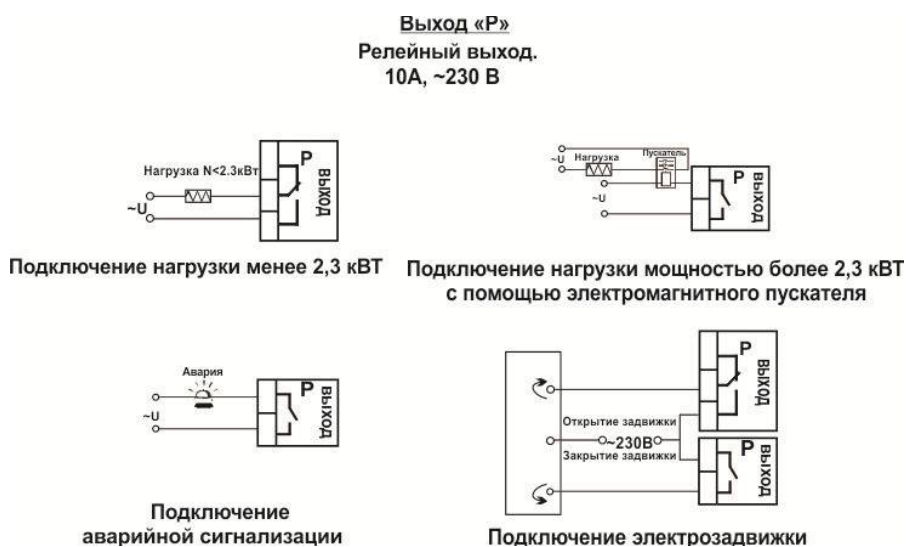 Выход «Р»
Релейный выход.
10А, ~230 В
Нагрузка N<2.3кВт
~U
Р
ВЫХОД
Подключение нагрузки менее 2,3 кВТ
~U
Нагрузка
Пускатель
~U
Р
ВЫХОД
Подключение нагрузки мощностью более 2,3 кВТ
с помощью электромагнитного пускателя
Авария
~U
Р
ВЫХОД
Подключение
аварийной сигнализации
Р
ВЫХОД
Открытие задвижки
~230В
Закрытие задвижки
Р
ВЫХОД
Подключение электрозадвижки